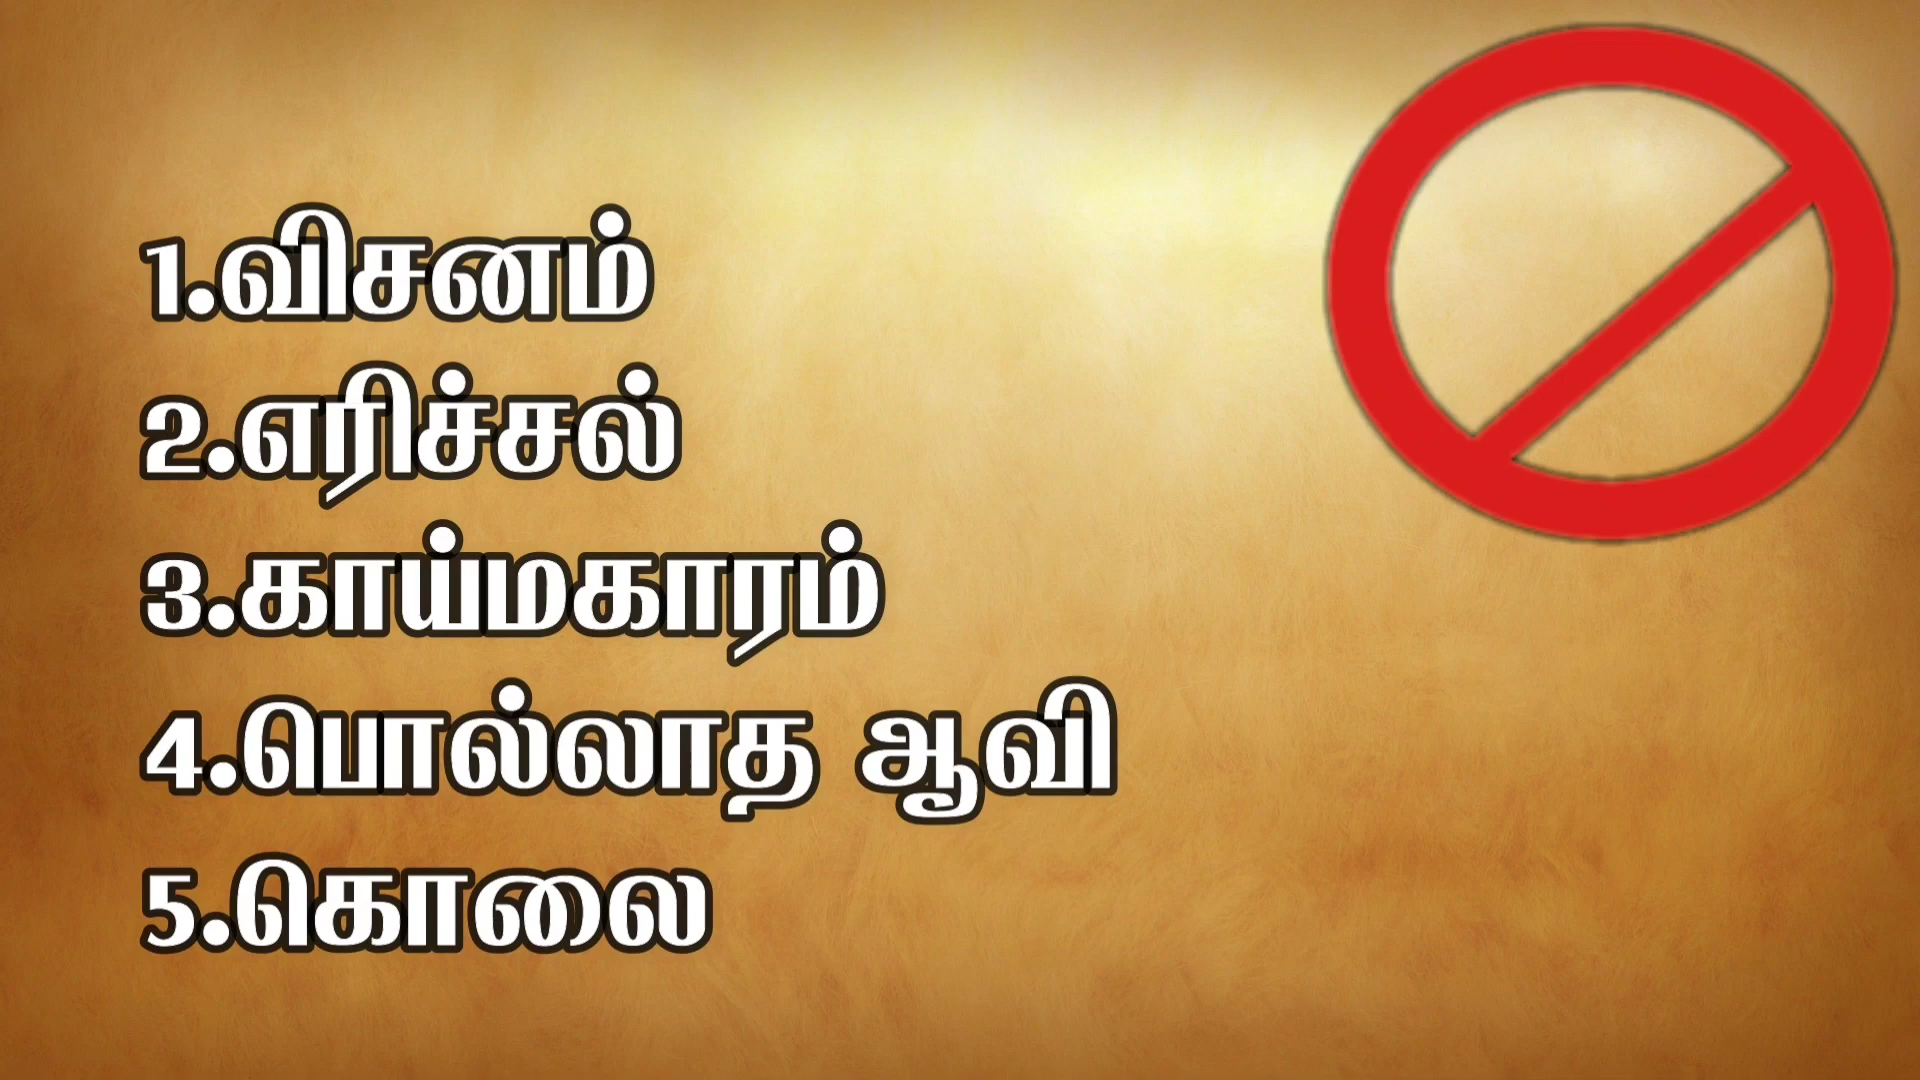 1.விசனம்
2.எரிச்சல்
3.காய்மகாரம்
4.பொல்லாத ஆவி
5.கொலை